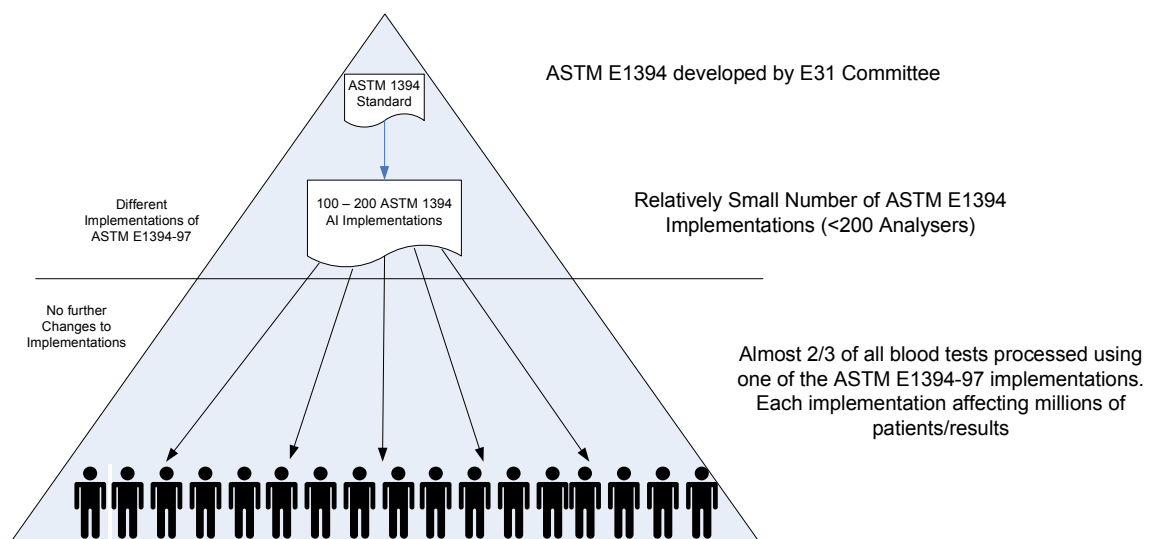 ASTM 1394
Standard
ASTM E1394 developed by E31 Committee
Different
Implementations of
ASTM E1394-97
100 – 200 ASTM 1394
AI Implementations
Relatively Small Number of ASTM E1394
Implementations (<200 Analysers)
No further
Changes to
Implementations
Almost 2/3 of all blood tests processed using
one of the ASTM E1394-97 implementations.
Each implementation affecting millions of
patients/results